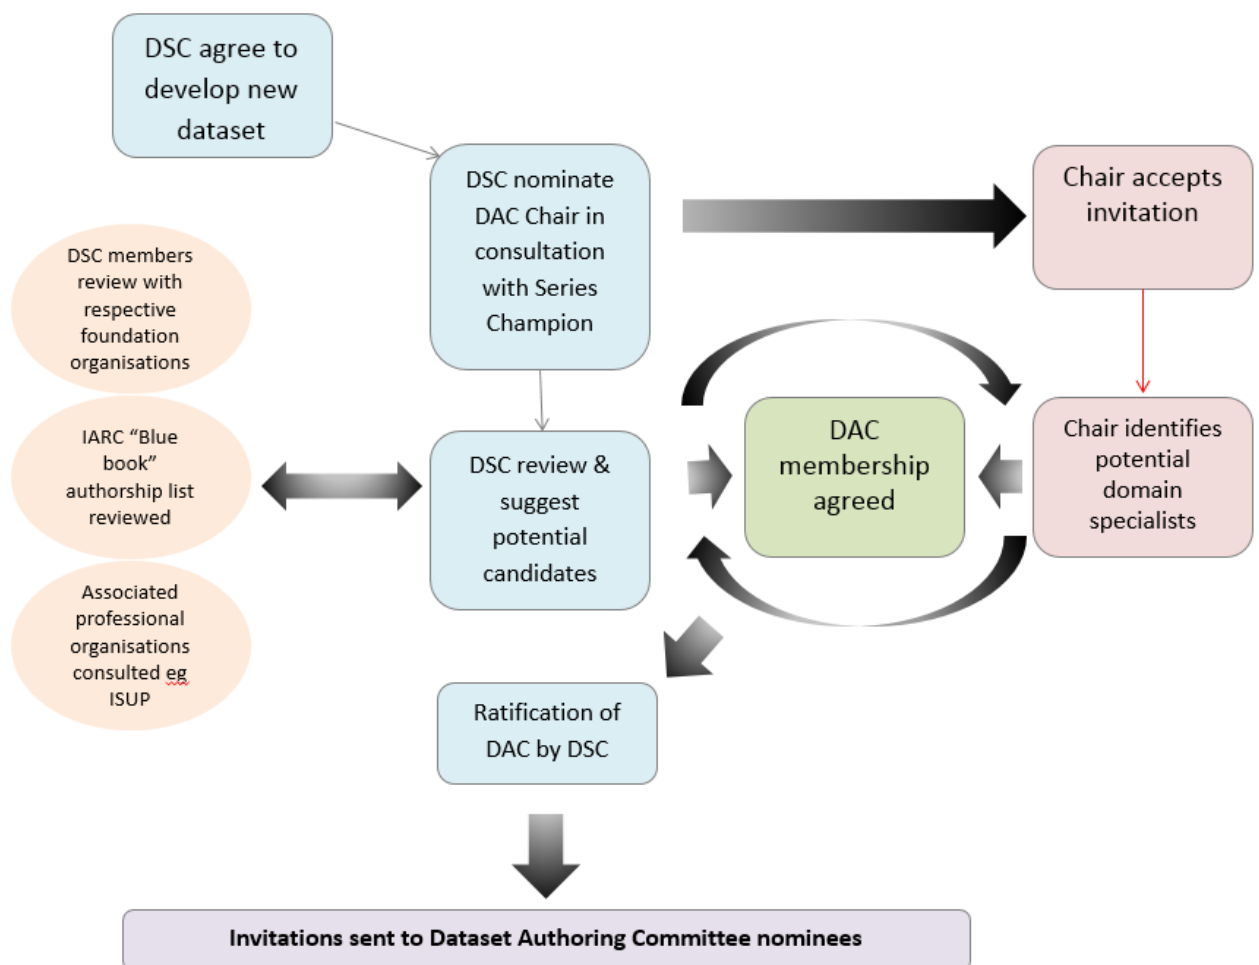 DSC agree to
develop new
dataset
DSC nominate
DAC Chair in
consultation
with Series
Champion
Chair accepts
invitation
DSC members
review with
respective
foundation
organisations
IARC “Blue
book”
authorship list
reviewed
Associated
professional
organisations
consulted eg
ISUP
DSC review &
suggest
potential
candidates
DAC
membership
agreed
Chair identifies
potential
domain
specialists
Ratification of
DAC by DSC
Invitations sent to Dataset Authoring Committee nominees